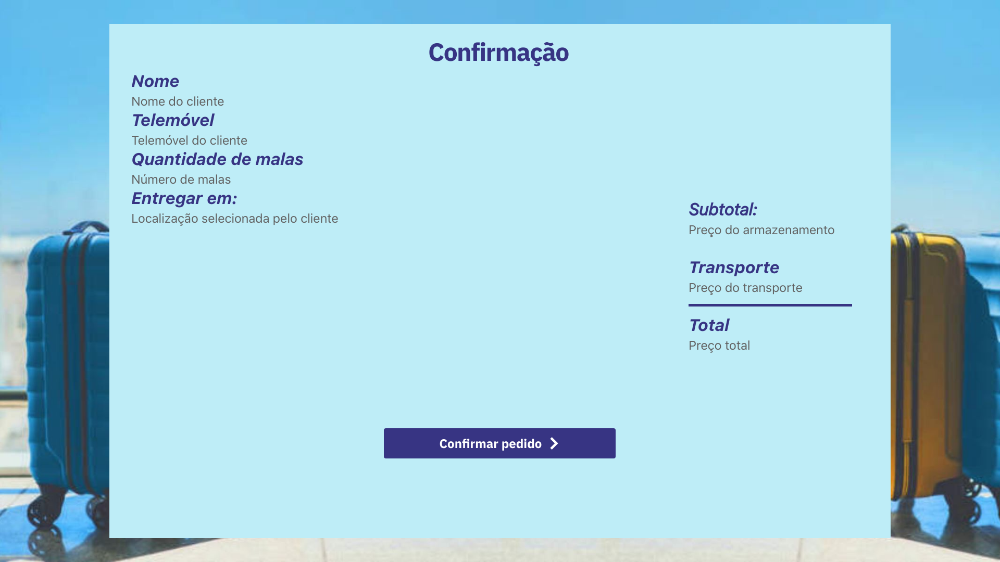 Confirmação
Nome
Nome do cliente
Telemóvel
Telemóvel do cliente
Quantidade de malas
Número de malas
Entregar em:
Localização selecionada pelo cliente
Subtotal:
Preço do armazenamento
Transporte
Preço do transporte
Total
Preço total
Confirmar pedido